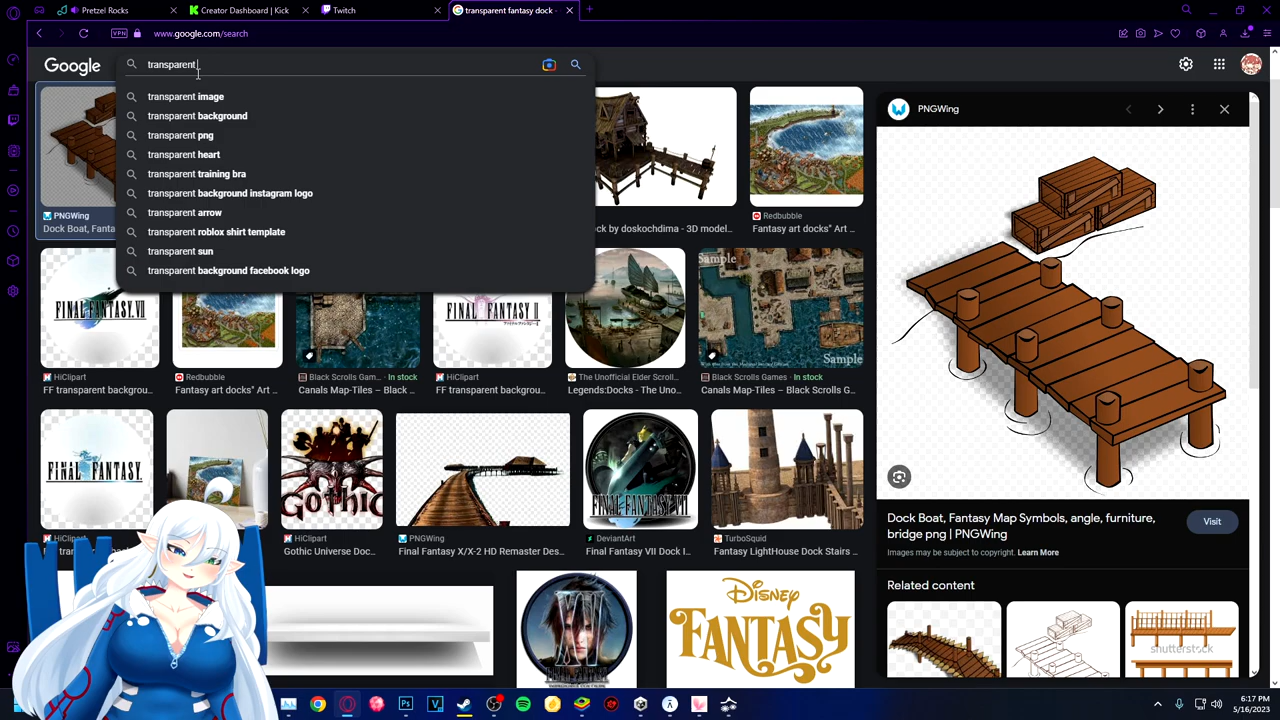 Pretzel Rocks
Creator Dashboard | Kick
Twitch
transparent fantasy dock -
VPN
www.google.com/search
Google
transparent
transparent image
transparent background
transparent png
transparent heart
transparent training bra
transparent background instagram logo
transparent arrow
transparent roblox shirt template
transparent sun
transparent background facebook logo
PNGWing
Dock Boat, Fanta
ck by doskochdima - 3D model...
Redbubble
Fantasy art docks" Art ...
FINAL FANTASY.VII
HiClipart
FF transparent backgrou...
Redbubble
Fantasy art docks" Art ...
Black Scrolls Gam... · In stock
Canals Map-Tiles – Black ...
FINAL FANTASY II
HiClipart
FF transparent backgrou...
The Unofficial Elder Scroll...
Legends:Docks - The Uno...
Sample
Sample
Black Scrolls Games · In stock
Canals Map-Tiles – Black Scrolls G...
FINAL FANTASY.
HiClipart
GOTHIC
HiClipart
Gothic Universe Doc...
PNGWing
Final Fantasy X/X-2 HD Remaster Des...
FINAL FANTASY VII
DeviantArt
Final Fantasy VII Dock I...
TurboSquid
Fantasy LightHouse Dock Stairs ...
XI
DISNEY
FANTASY
PNGWing
Dock Boat, Fantasy Map Symbols, angle, furniture,
bridge png | PNGWing
Visit
Images may be subject to copyright. Learn More
Related content
shutterstock
6:17 PM
5/16/2023